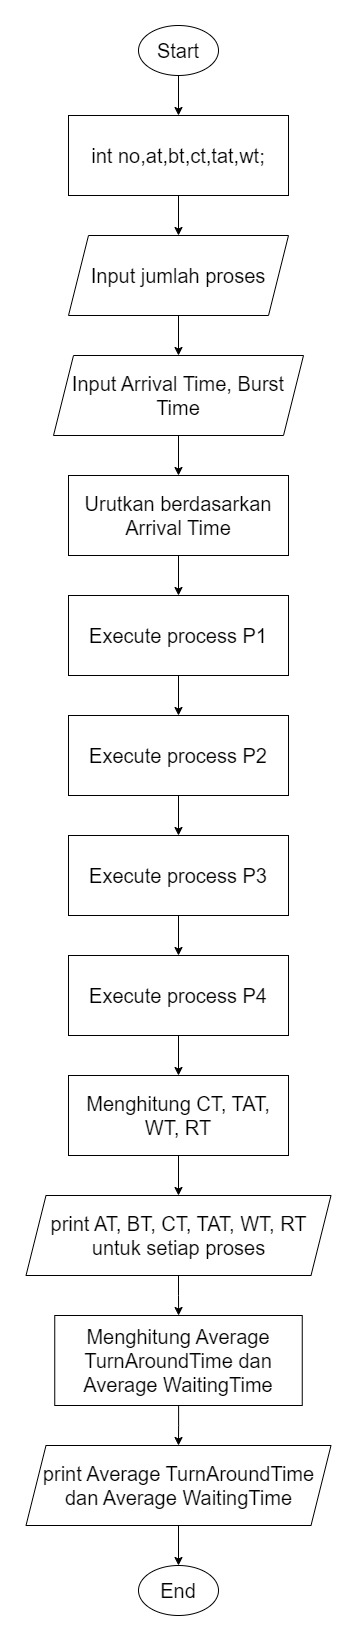 Start
int no,at,bt,ct,tat,wt;
Input jumlah proses
Input Arrival Time, Burst
Time
Urutkan berdasarkan
Arrival Time
Execute process P1
Execute process P2
Execute process P3
Execute process P4
Menghitung CT, TAT,
WT, RT
print AT, BT, CT, TAT, WT, RT
untuk setiap proses
Menghitung Average
TurnAroundTime dan
Average WaitingTime
print Average TurnAroundTime
dan Average WaitingTime
End